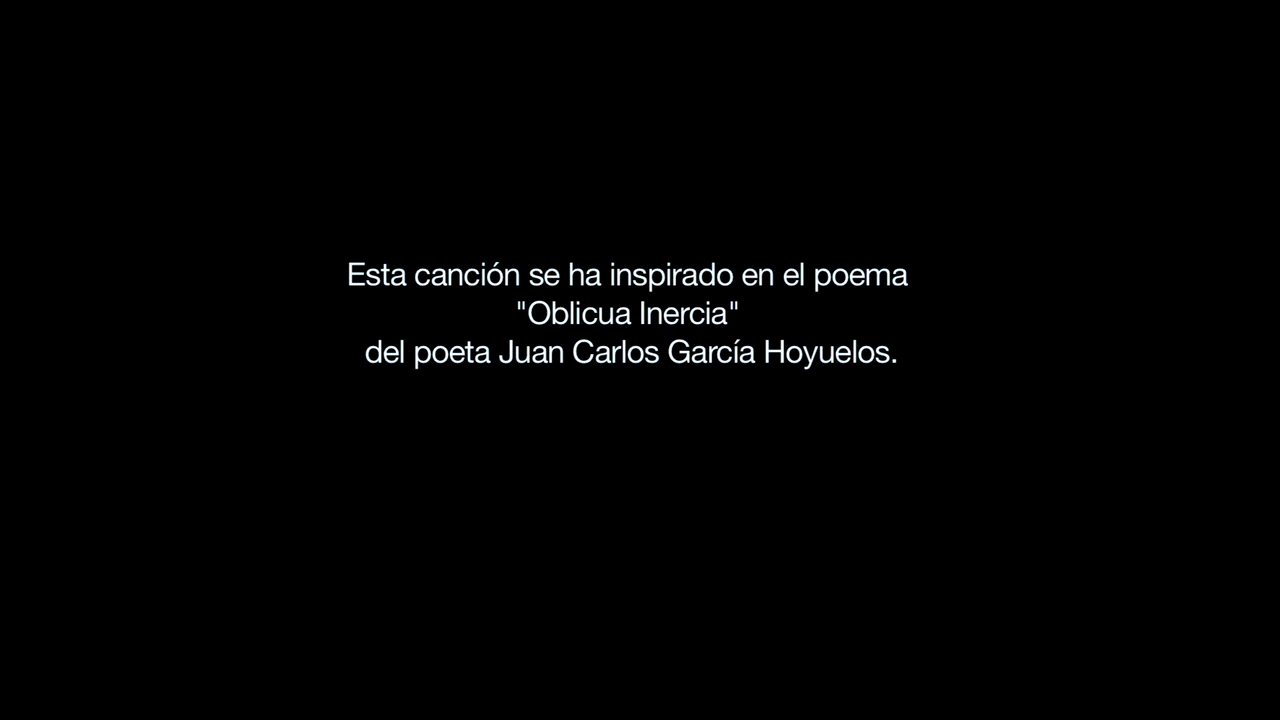 Esta canción se ha inspirado en el poema
"Oblicua Inercia"
del poeta Juan Carlos García Hoyuelos.